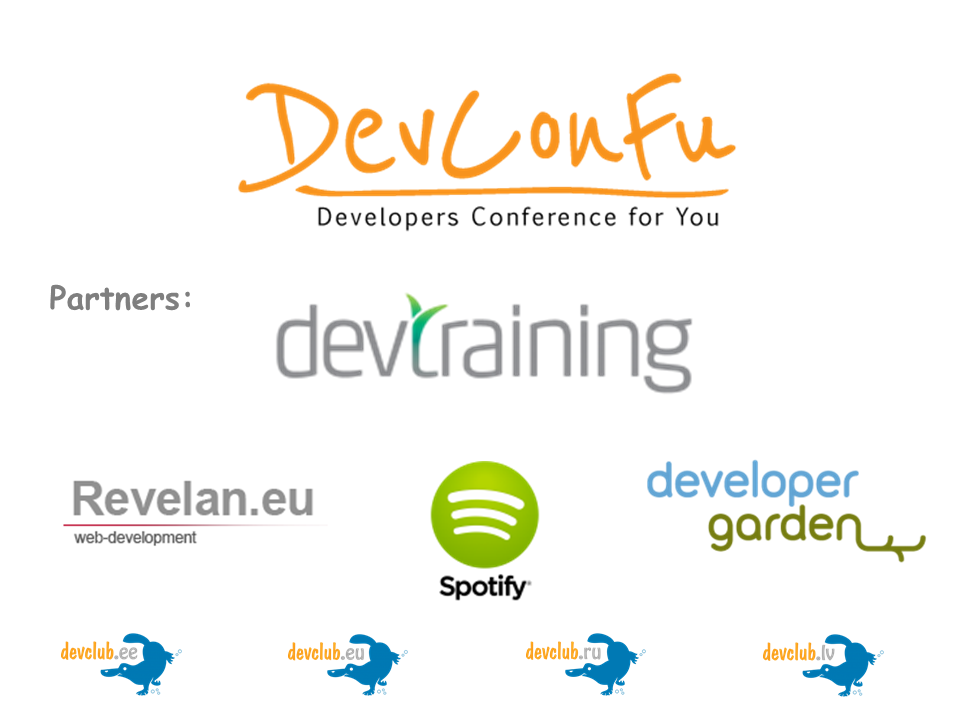 DevConFu
Developers Conference for You
Partners:
devtraining
Revelan.eu
web-development
Spotify
developer
garden
devclub.ee
devclub.eu
devclub.ru
devclub.lv